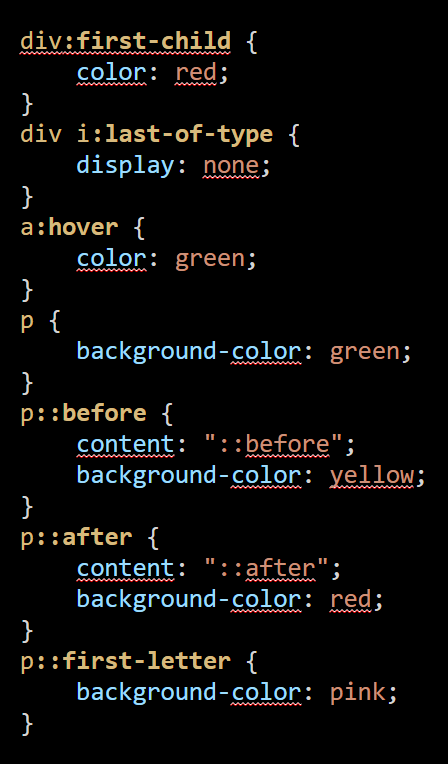 div:first-child {
    color: red;
}
div i:last-of-type {
    display: none;
}
a:hover {
    color: green;
}
p {
    background-color: green;
}
p::before {
    content: "::before";
    background-color: yellow;
}
p::after {
    content: "::after";
    background-color: red;
}
p::first-letter {
    background-color: pink;
}